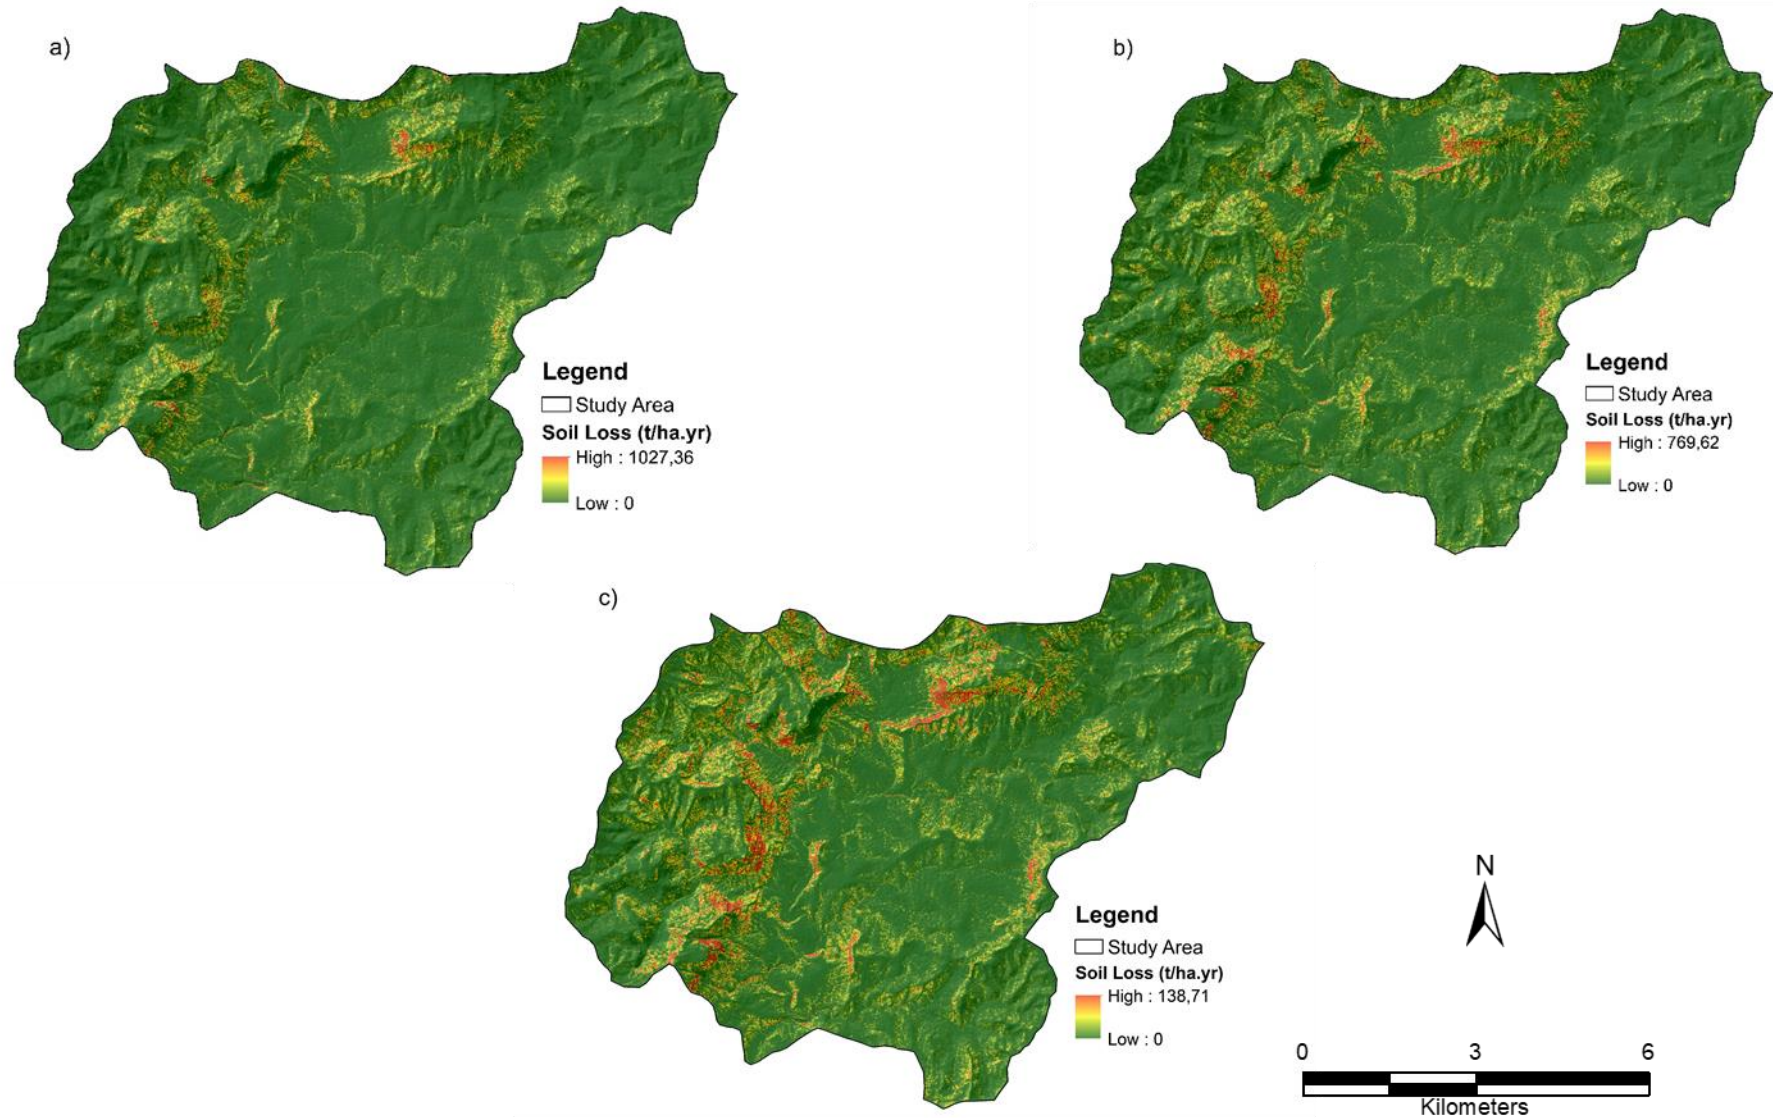 a)
Legend
Study Area
Soil Loss (t/ha.yr)
High : 1027,36
Low : 0
b)
Legend
Study Area
Soil Loss (t/ha.yr)
High : 769,62
Low : 0
c)
Legend
Study Area
Soil Loss (t/ha.yr)
High : 138,71
Low : 0
N
0 3 6
Kilometers